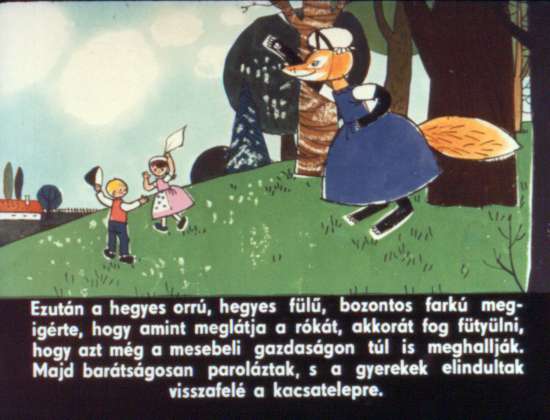 Ezután a hegyes orrú, hegyes fülű, bozontos farkú meg-
igérte, hogy amint meglátja a rókát, akkorát fog fütyülni,
hogy azt még a mesebeli gazdaságon túl is meghallják.
Majd barátságosan paroláztak, s a gyerekek elindultak
visszafelé a kacsatelepre.